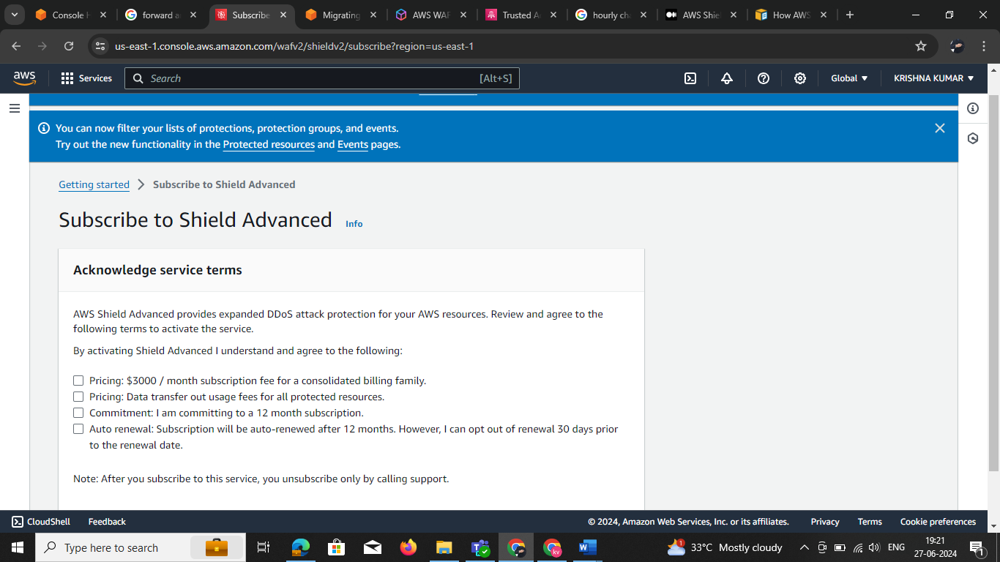 Console H
forward a
Subscribe
Migrating
AWS WAF
Trusted A
hourly ch
AWS Shie
How AWS
us-east-1.console.aws.amazon.com/wafv2/shieldv2/subscribe?region=us-east-1
aws
Services
Search
[Alt+S]
Global
KRISHNA KUMAR
You can now filter your lists of protections, protection groups, and events.
Try out the new functionality in the Protected resources and Events pages.
Getting started
Subscribe to Shield Advanced
Subscribe to Shield Advanced
Info
Acknowledge service terms
AWS Shield Advanced provides expanded DDoS attack protection for your AWS resources. Review and agree to the
following terms to activate the service.
By activating Shield Advanced I understand and agree to the following:
Pricing: $3000 / month subscription fee for a consolidated billing family.
Pricing: Data transfer out usage fees for all protected resources.
Commitment: I am committing to a 12 month subscription.
Auto renewal: Subscription will be auto-renewed after 12 months. However, I can opt out of renewal 30 days prior
to the renewal date.
Note: After you subscribe to this service, you unsubscribe only by calling support.
CloudShell
Feedback
© 2024, Amazon Web Services, Inc. or its affiliates.
Privacy
Terms
Cookie preferences
Type here to search
33°C Mostly cloudy
ENG
19:21
27-06-2024
1